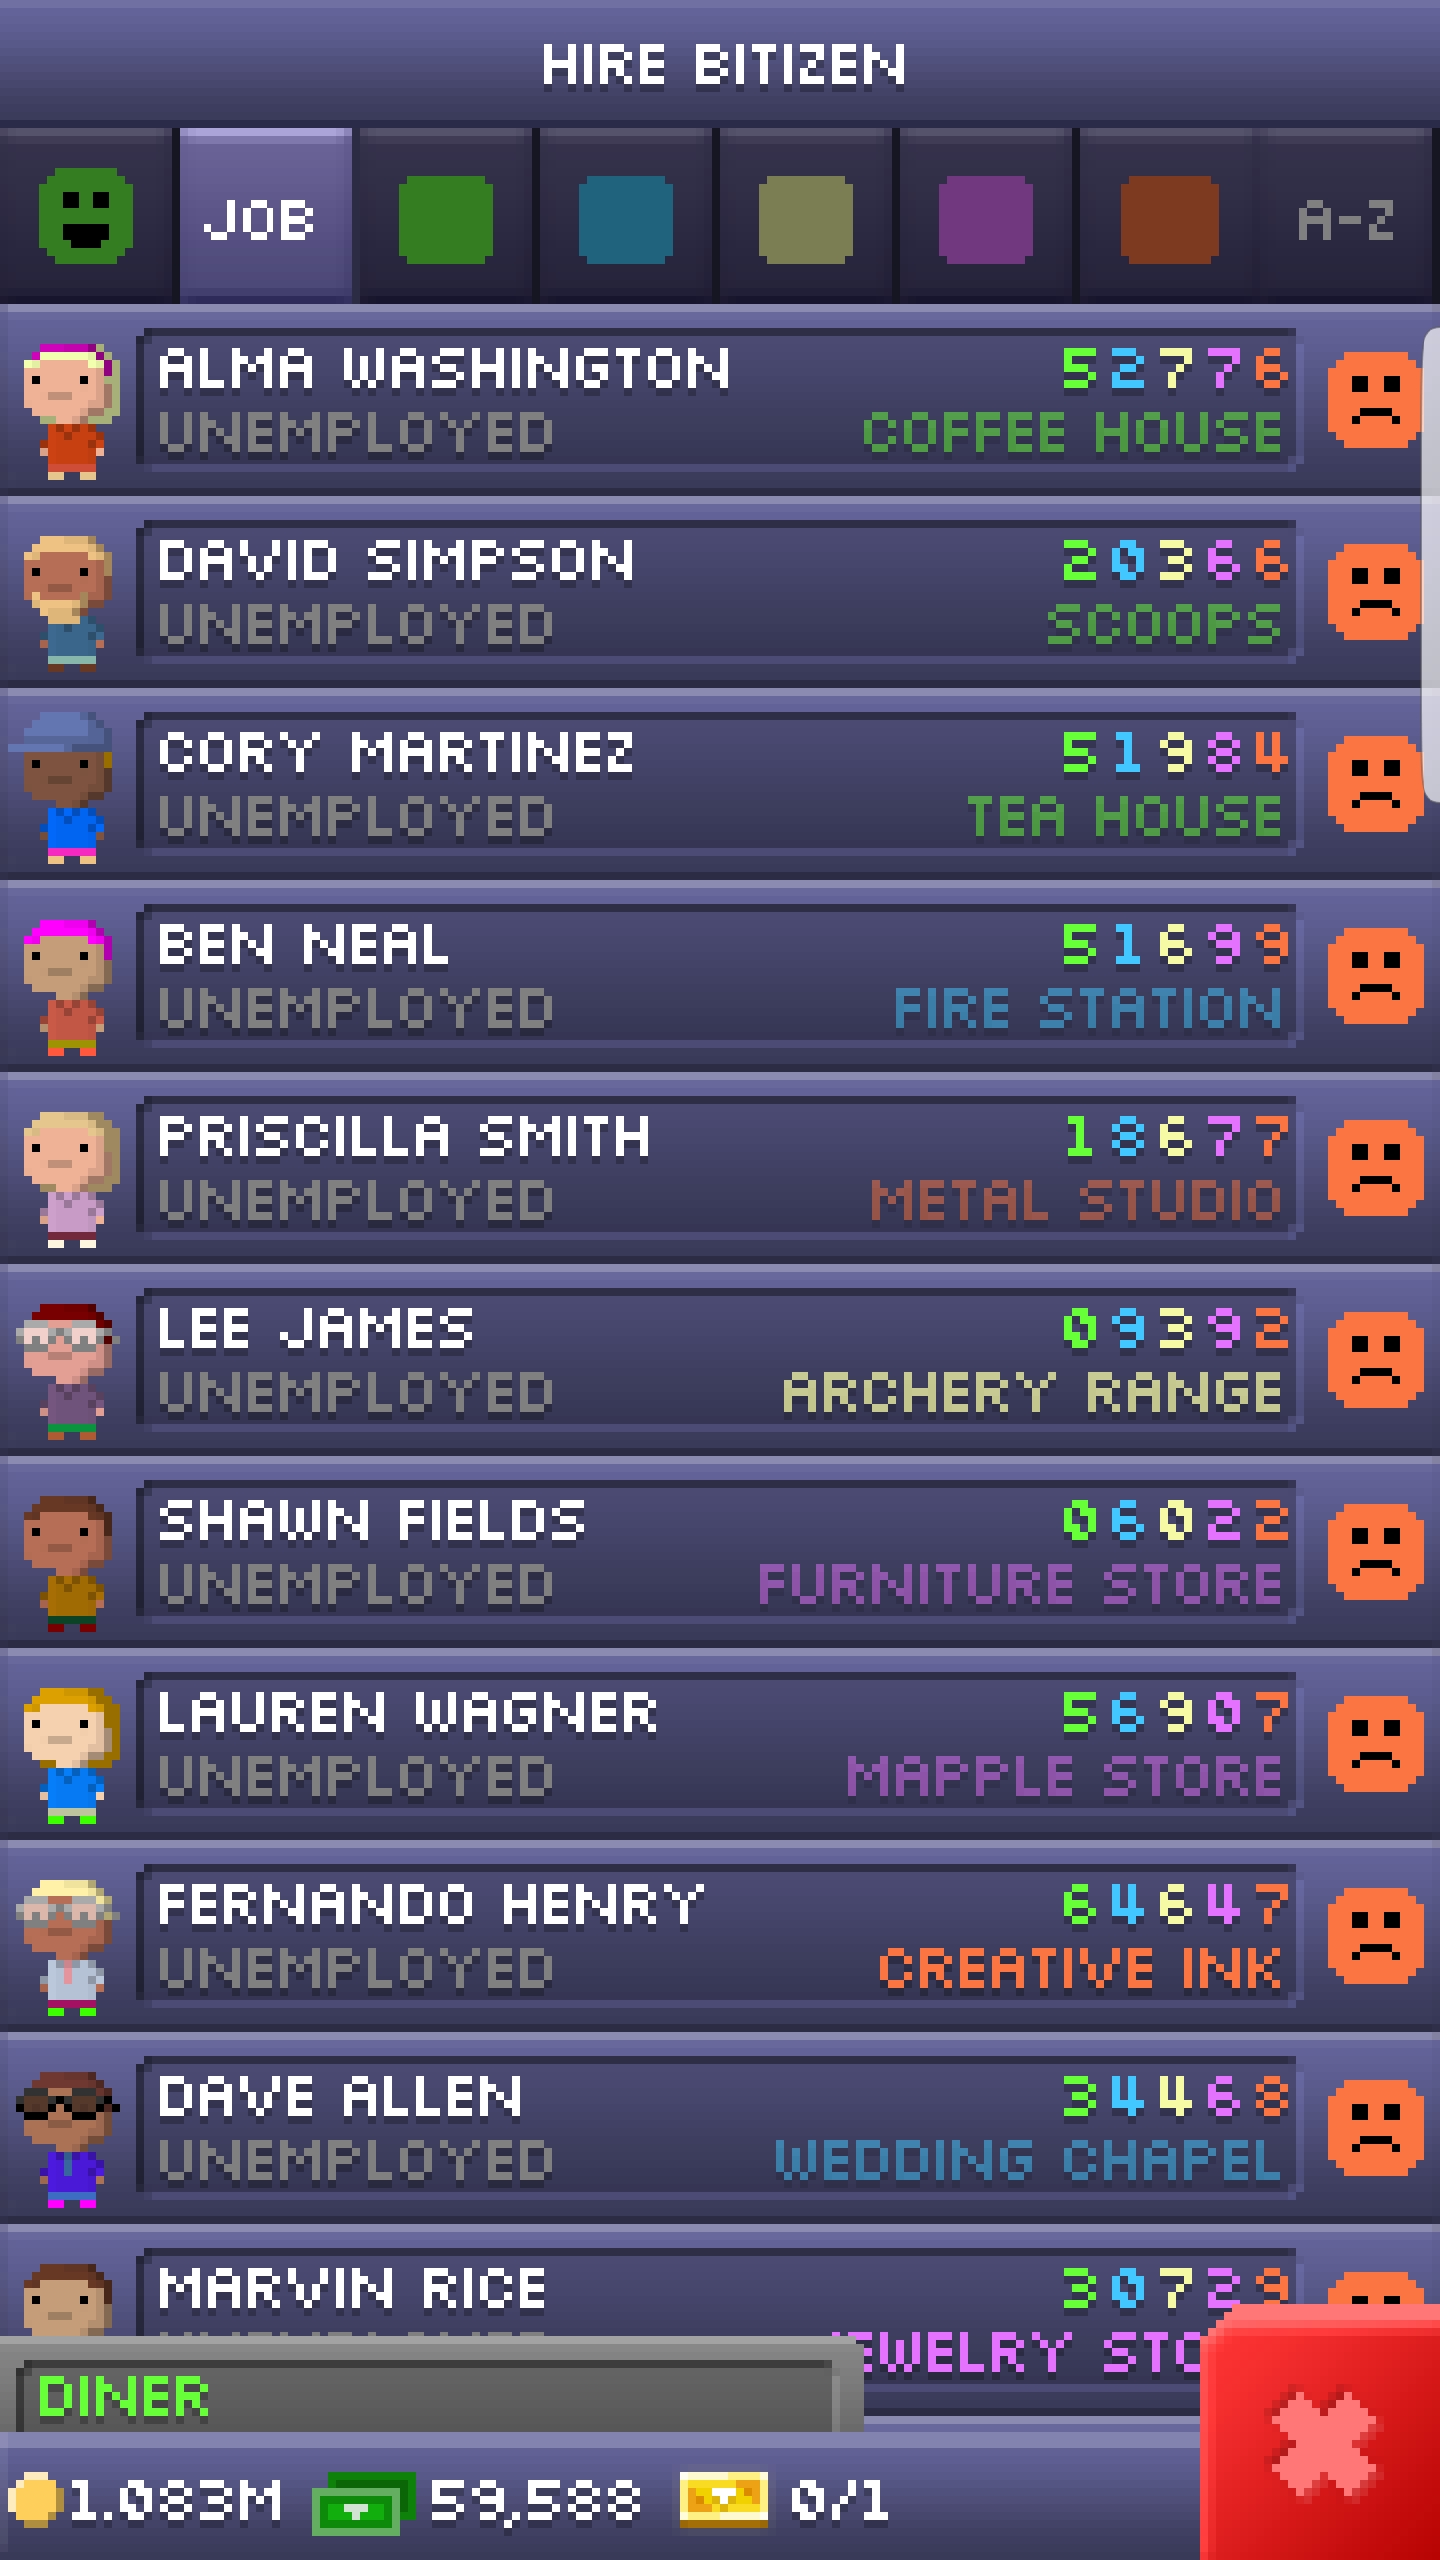 HIRE BITIZEN
JOB A-Z
ALMA WASHINGTON 52776
UNEMPLOYED COFFEE HOUSE
DAVID SIMPSON 20366
UNEMPLOYED SCOOPS
CORY MARTINEZ 51984
UNEMPLOYED TEA HOUSE
BEN NEAL 51699
UNEMPLOYED FIRE STATION
PRISCILLA SMITH 18677
UNEMPLOYED METAL STUDIO
LEE JAMES 09392
UNEMPLOYED ARCHERY RANGE
SHAWN FIELDS 06022
UNEMPLOYED FURNITURE STORE
LAUREN WAGNER 56907
UNEMPLOYED MAPPLE STORE
FERNANDO HENRY 64647
UNEMPLOYED CREATIVE INK
DAVE ALLEN 34468
UNEMPLOYED WEDDING CHAPEL
MARVIN RICE 30729
EWELRY STO
DINER
1.083M 59,588 0/1